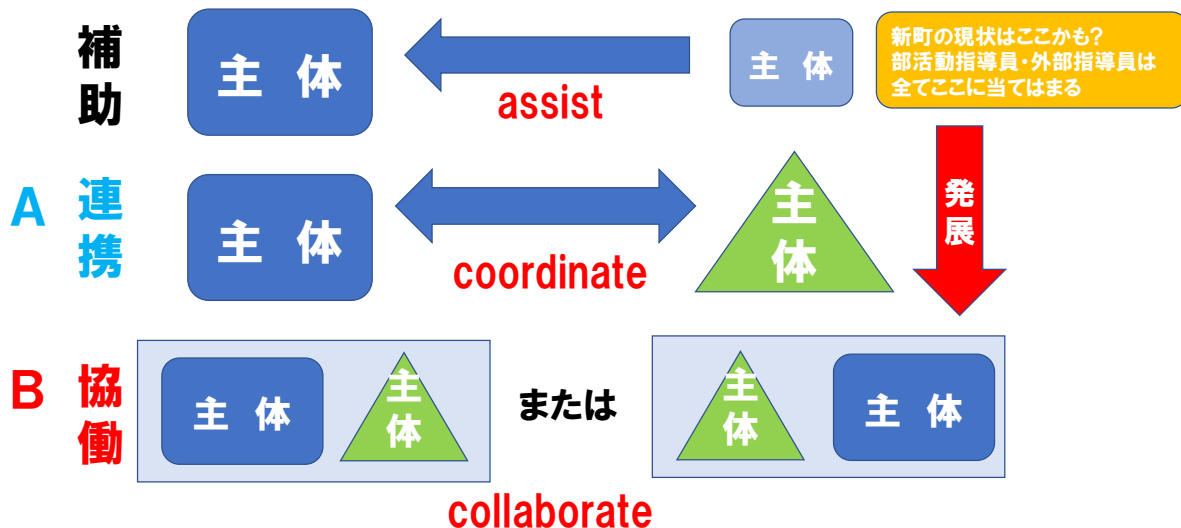 補助
主 体
assist
主 体
新町の現状はここかも?
部活動指導員・外部指導員は
全てここに当てはまる
A 連携
主 体
coordinate
主体
発展
B 協働
主 体
主体
または
主体
主 体
collaborate